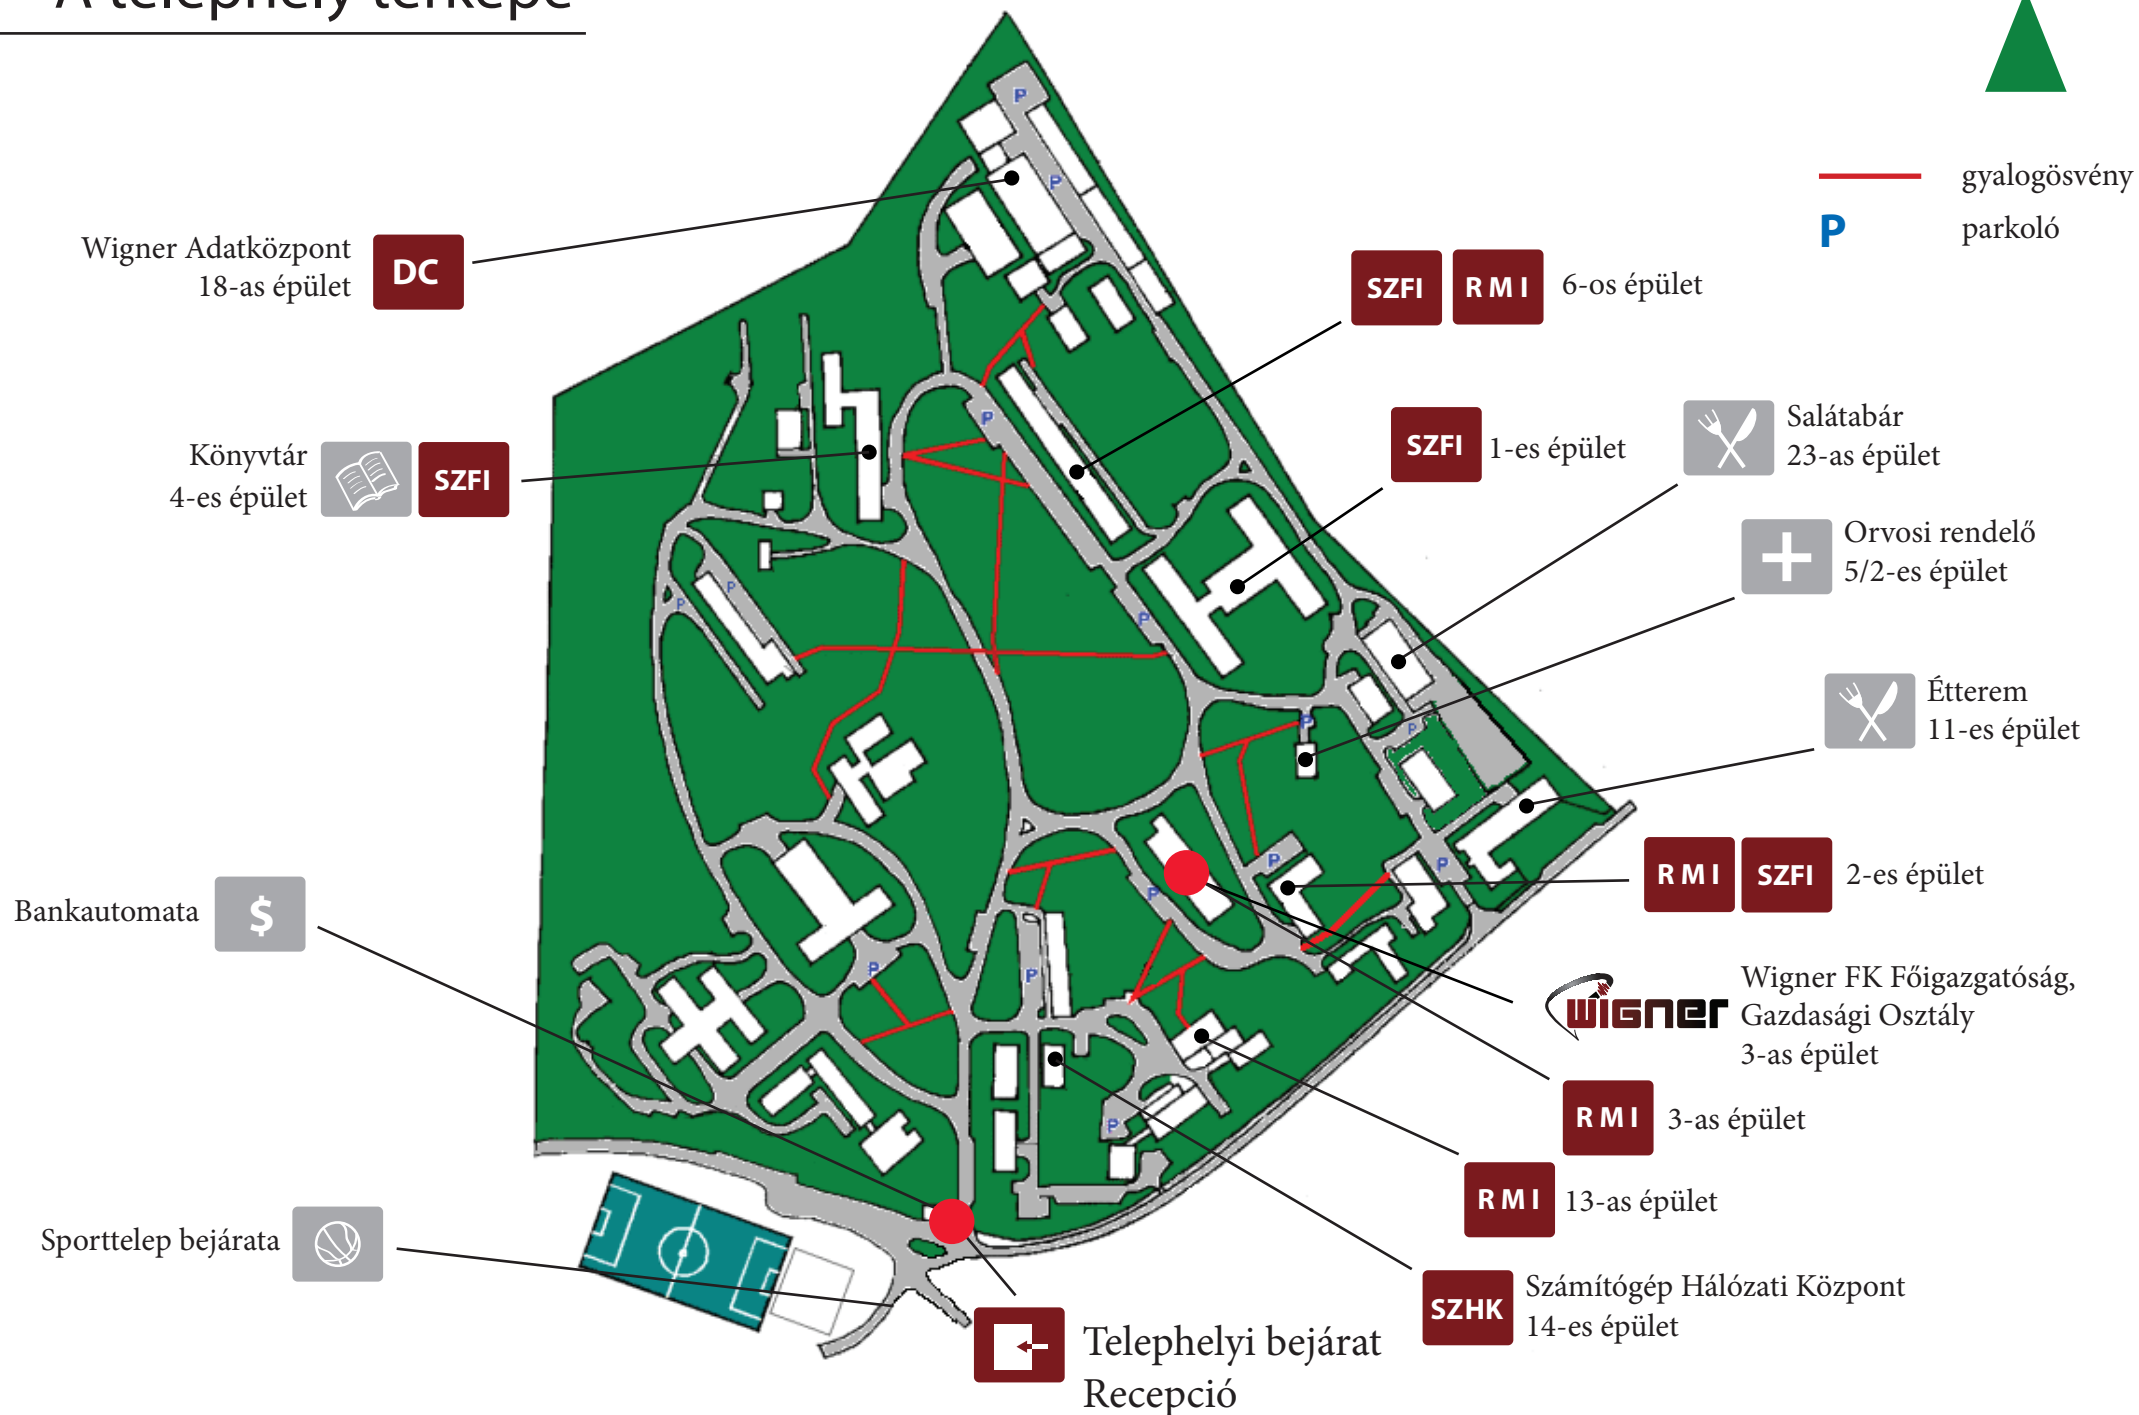 A telephely térképe
gyalogösvény
P parkoló
Wigner Adatközpont
18-as épület
DC
SZFI RMI 6-os épület
Könyvtár
4-es épület
SZFI
SZFI 1-es épület
Salátabár
23-as épület
Orvosi rendelő
5/2-es épület
Étterem
11-es épület
RMI SZFI 2-es épület
Bankautomata $
wigner
Wigner FK Főigazgatóság,
Gazdasági Osztály
3-as épület
RMI 3-as épület
RMI 13-as épület
Sporttelep bejárata
SZHK
Számítógép Hálózati Központ
14-es épület
Telephelyi bejárat
Recepció
P
P
P
P
P
P
P
P
P
P
P
P
P
P